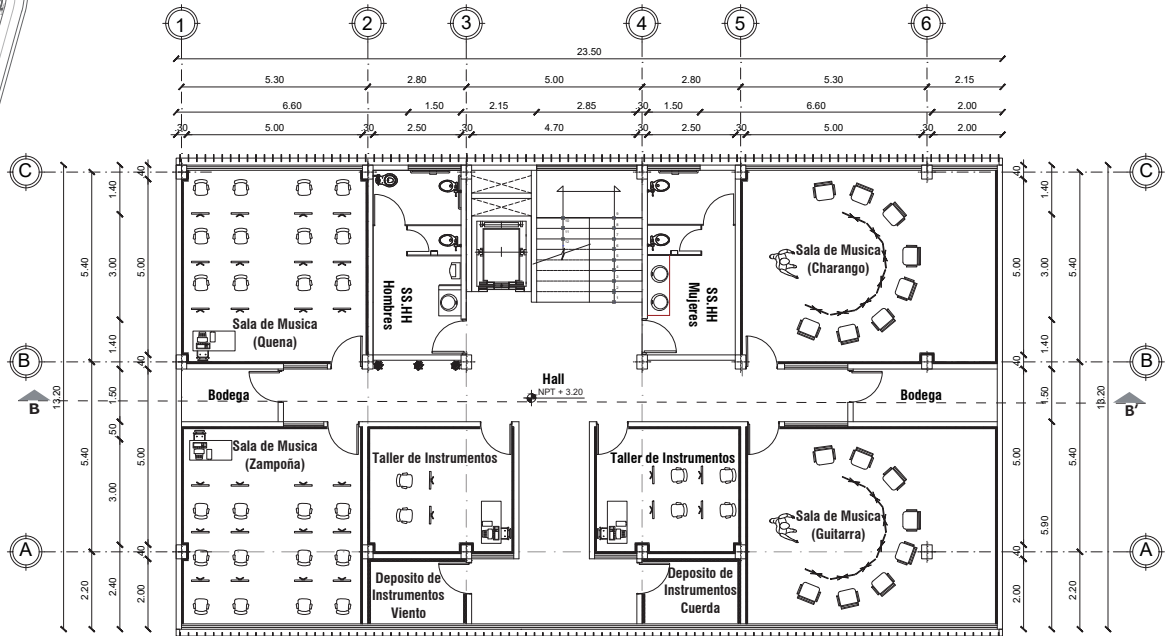 1 2 3 4 5 6
23.50
5.30 2.80 5.00 2.80 5.30 2.15
6.60 1.50 2.15 2.85 .30 1.50 6.60 2.00
.30 5.00 .30 2.50 .30 4.70 .30 2.50 .30 5.00 .30 2.00
C
B
A
B
13.20
5.40
5.40
2.20
1.40
3.00
1.40
1.50
.50
3.00
2.40
.40
5.00
.40
5.00
.40
2.00
Sala de Musica
(Quena)
SS.HH
Hombres
SS.HH
Mujeres
Sala de Musica
(Charango)
Bodega
Hall
NPT + 3.20
Bodega
Sala de Musica
(Zampoña)
Taller de Instrumentos
Taller de Instrumentos
Sala de Musica
(Guitarra)
Deposito de
Instrumentos
Viento
Deposito de
Instrumentos
Cuerda
.40
5.00
.40
1.50
5.00
.40
2.00
1.40
3.00
1.40
5.90
5.40
5.40
2.20
13.20
C
B
B'
A